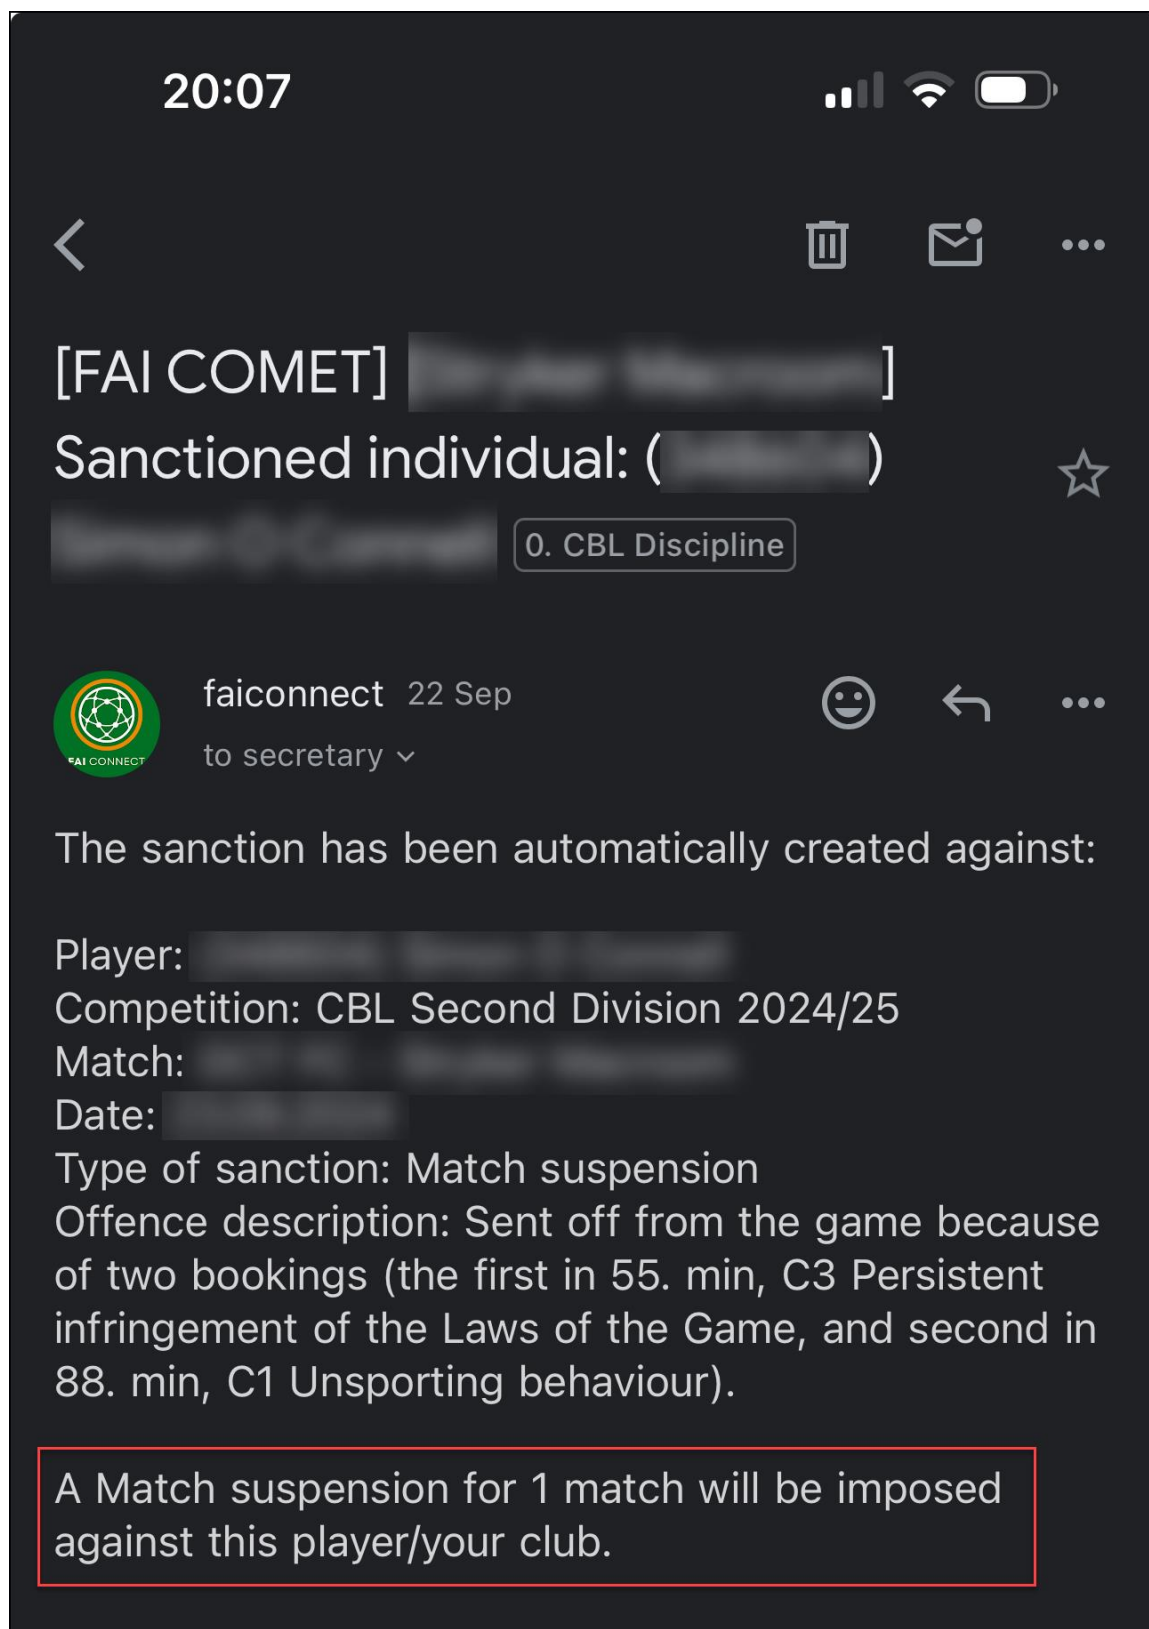 20:07
[FAI COMET] ]
Sanctioned individual: ( )
0. CBL Discipline
faiconnect 22 Sep
to secretary
FAI CONNECT
The sanction has been automatically created against:
Player:
Competition: CBL Second Division 2024/25
Match:
Date:
Type of sanction: Match suspension
Offence description: Sent off from the game because
of two bookings (the first in 55. min, C3 Persistent
infringement of the Laws of the Game, and second in
88. min, C1 Unsporting behaviour).
A Match suspension for 1 match will be imposed
against this player/your club.